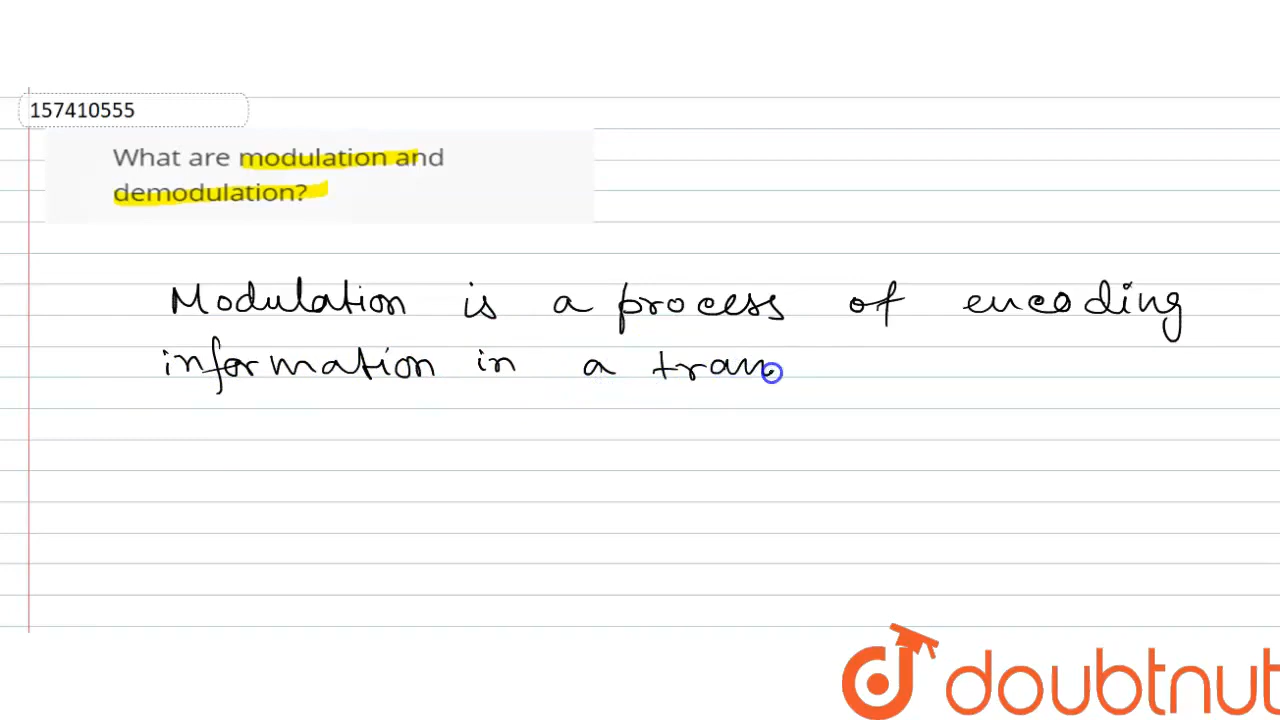 157410555
What are modulation and
demodulation?
Modulation is a process of encoding
information in a tran
doubtnut